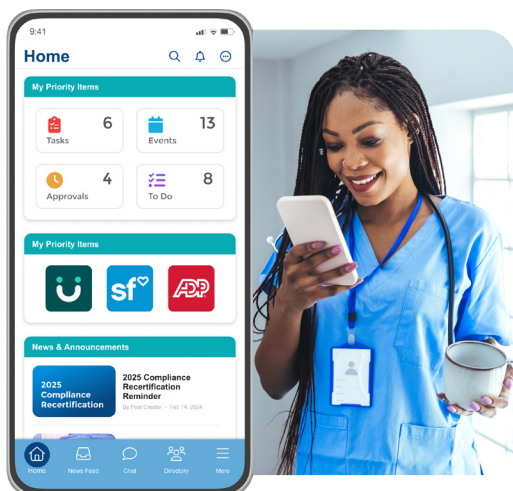 9:41
Home
My Priority Items
6
Tasks
13
Events
4
Approvals
8
To Do
My Priority Items
sf
ADP
News & Announcements
2025
Compliance
Recertification
2025 Compliance
Recertification
Reminder
By Post Creator - Feb 14, 2024
Home
News Feed
Chat
Directory
More